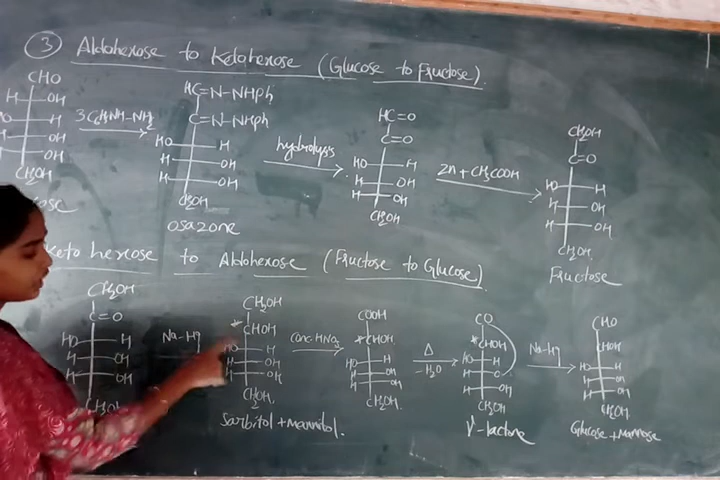 ③ Aldohexose to Ketohexose (Glucose to Fructose).
CHO
H OH
H
OH
OH
CH2OH
3C6H5NH-NH2
HC=N-NHPh
C=N-NHPh
HO H
H OH
H OH
CH2OH
osazone
hydrolysis
HC=O
C=O
HO H
H OH
H OH
CH2OH
Zn + CH3COOH
CH2OH
C=O
HO H
H OH
H OH
CH2OH
Fructose
Keto hexose to Aldohexose (Fructose to Glucose)
CH2OH
C=O
HO H
H OH
H OH
CH2OH
Na-Hg
CH2OH
*CHOH
HO H
H OH
H OH
CH2OH
Sorbitol + Mannitol.
Conc. HNO3
COOH
*CHOH
HO H
H OH
H OH
CH2OH.
Δ
- H2O
CO
*CHOH
HO H
H C
H OH
CH2OH
γ-lactone
Na-Hg
CHO
CHOH
HO H
H OH
H OH
CH2OH.
Glucose + Mannose